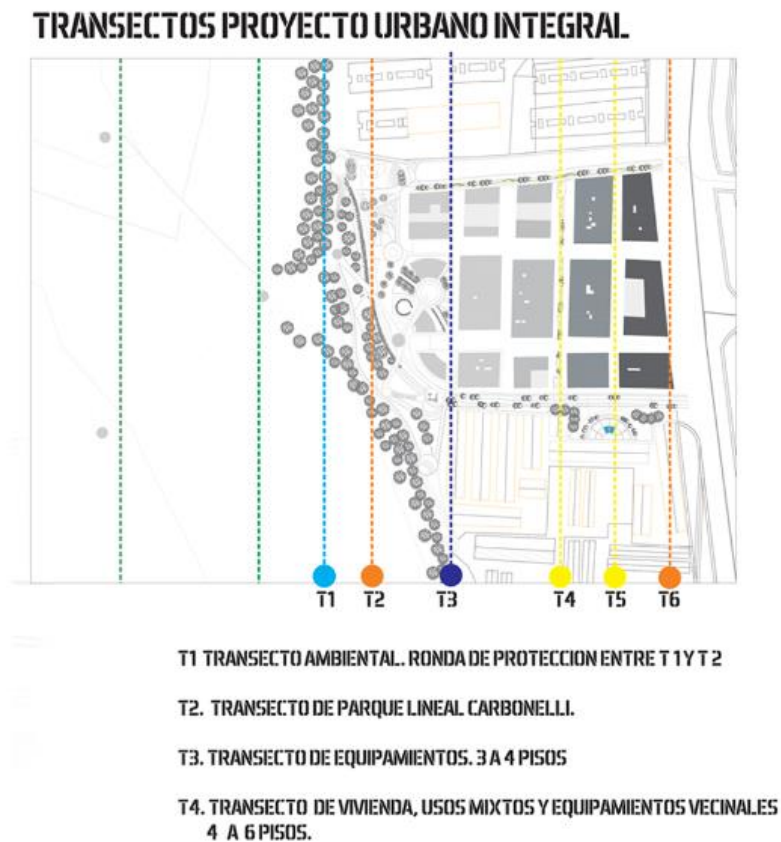 TRANSECTOS PROYECTO URBANO INTEGRAL
T1 T2 T3 T4 T5 T6
T1 TRANSECTO AMBIENTAL. RONDA DE PROTECCION ENTRE T 1 Y T 2
T2. TRANSECTO DE PARQUE LINEAL CARBONELLI.
T3. TRANSECTO DE EQUIPAMIENTOS. 3 A 4 PISOS
T4. TRANSECTO DE VIVIENDA, USOS MIXTOS Y EQUIPAMIENTOS VECINALES
4 A 6 PISOS.